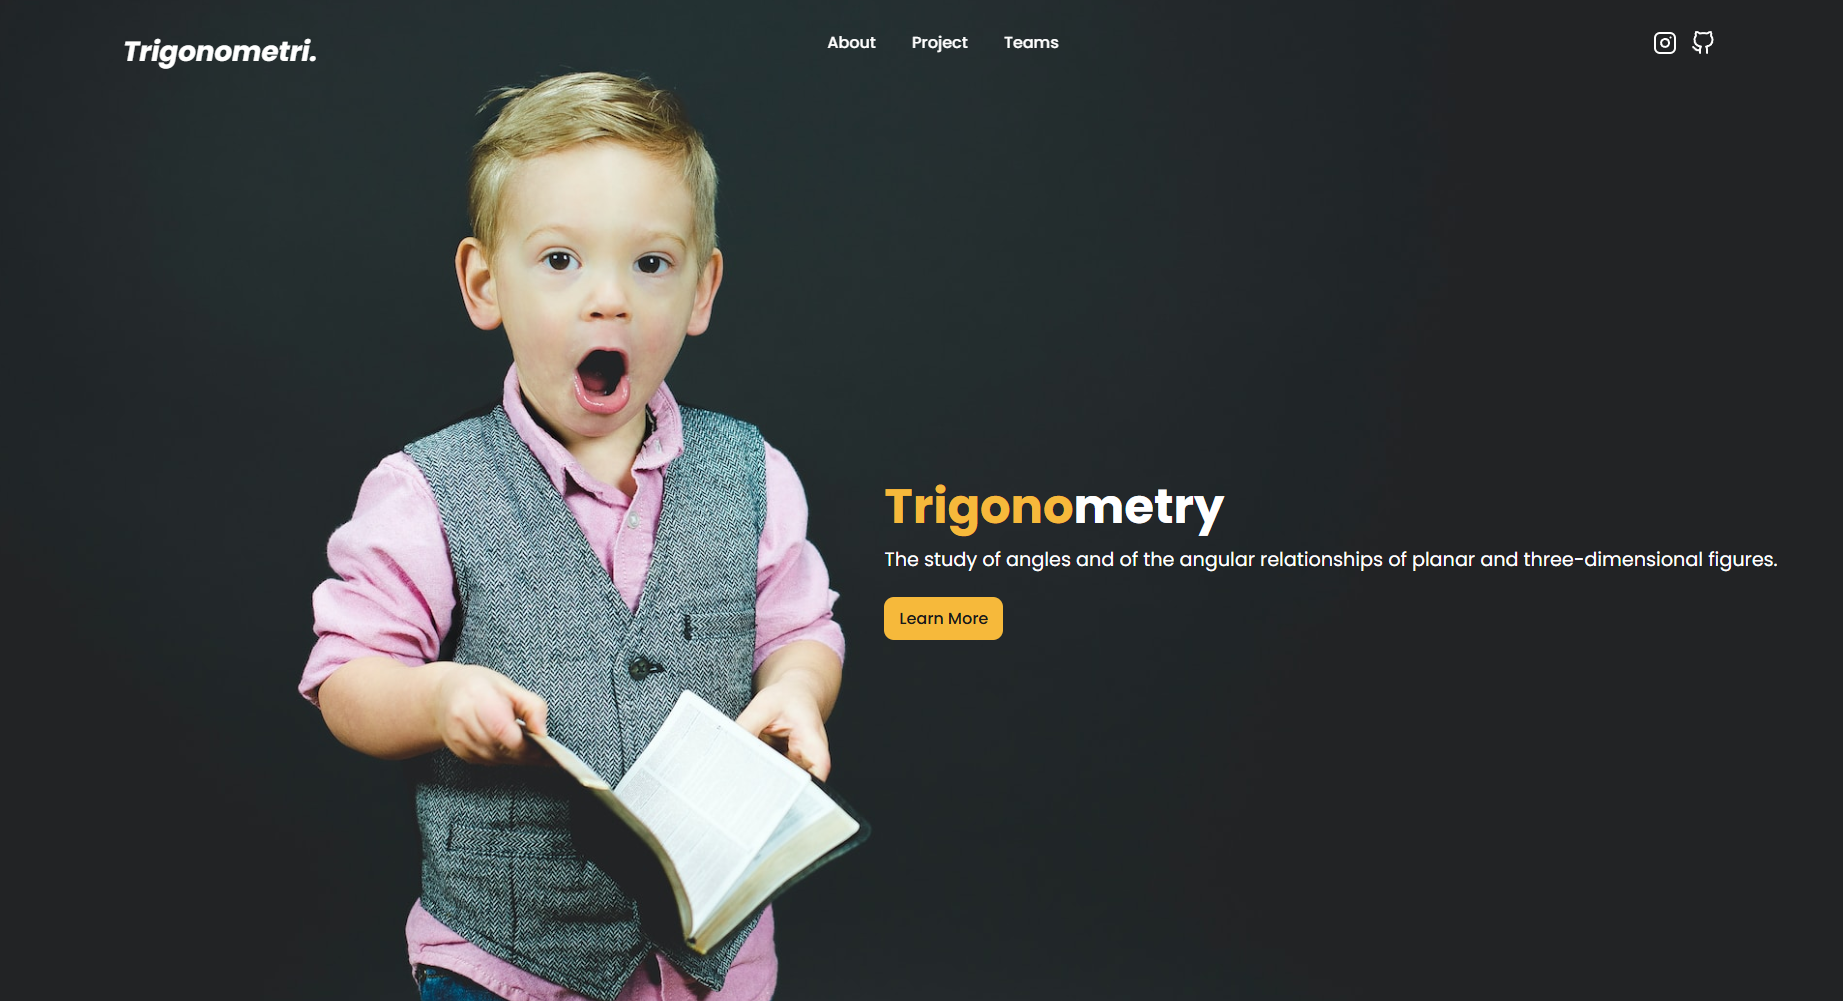 Trigonometri.
About
Project
Teams
Trigonometry
The study of angles and of the angular relationships of planar and three-dimensional figures.
Learn More